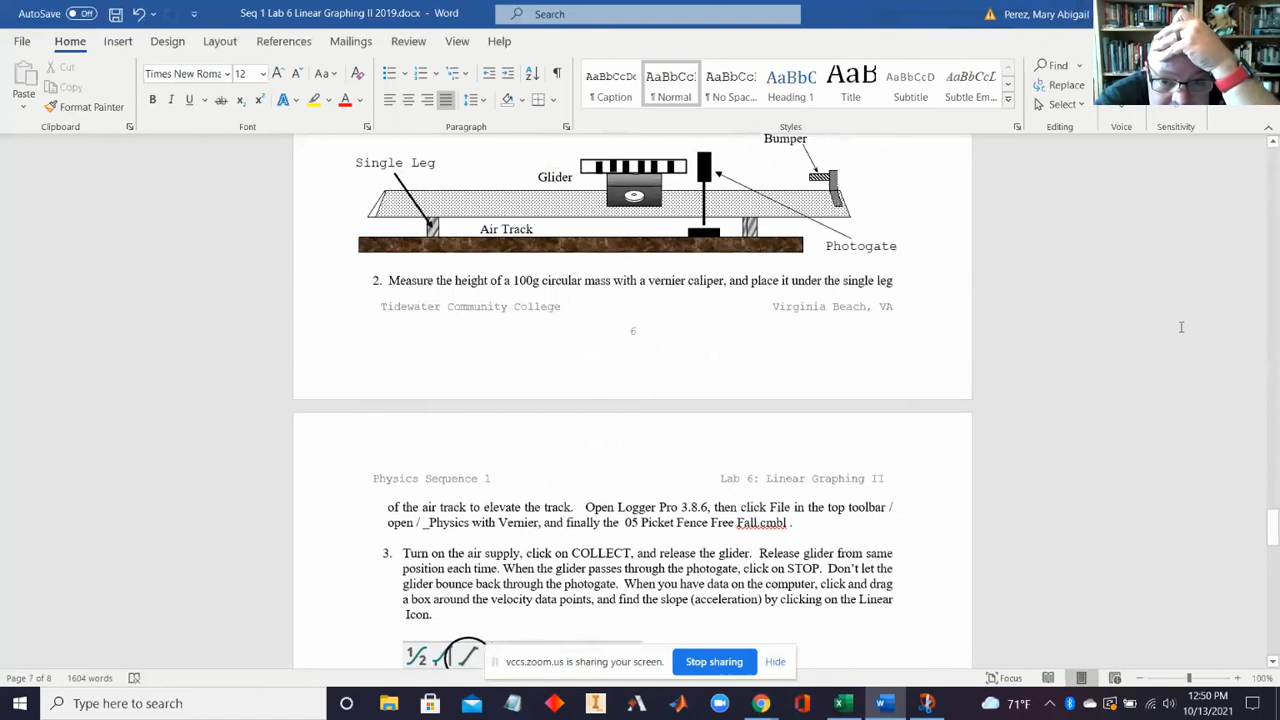 AutoSave Off
Seq 1 Lab 6 Linear Graphing II 2019.docx
Search
Perez, Mary Abigail
File Home Insert Design Layout References Mailings Review View Help
Paste
Cut
Copy
Format Painter
Clipboard
Times New Roma 12
Font
Paragraph
AaBbCcDc AaBbCcI AaBbCcDc AaBbC AaB AaBbCcD AaBbCcDc
¶ Caption ¶ Normal ¶ No Spac... Heading 1 Title Subtitle Subtle Em...
Styles
Find
Replace
Select
Editing
Voice
Sensitivity
Bumper
Single Leg
Glider
Air Track
Photogate
2. Measure the height of a 100g circular mass with a vernier caliper, and place it under the single leg
Tidewater Community College Virginia Beach, VA
6
Physics Sequence 1 Lab 6: Linear Graphing II
of the air track to elevate the track. Open Logger Pro 3.8.6, then click File in the top toolbar /
open / _Physics with Vernier, and finally the 05 Picket Fence Free Fall.cmbl .
3. Turn on the air supply, click on COLLECT, and release the glider. Release glider from same
position each time. When the glider passes through the photogate, click on STOP. Don't let the
glider bounce back through the photogate. When you have data on the computer, click and drag
a box around the velocity data points, and find the slope (acceleration) by clicking on the Linear
Icon.
½
vccs.zoom.us is sharing your screen. Stop sharing Hide
Page 7 of 8 1604 words Focus 100%
Type here to search
71°F
12:50 PM
10/13/2021